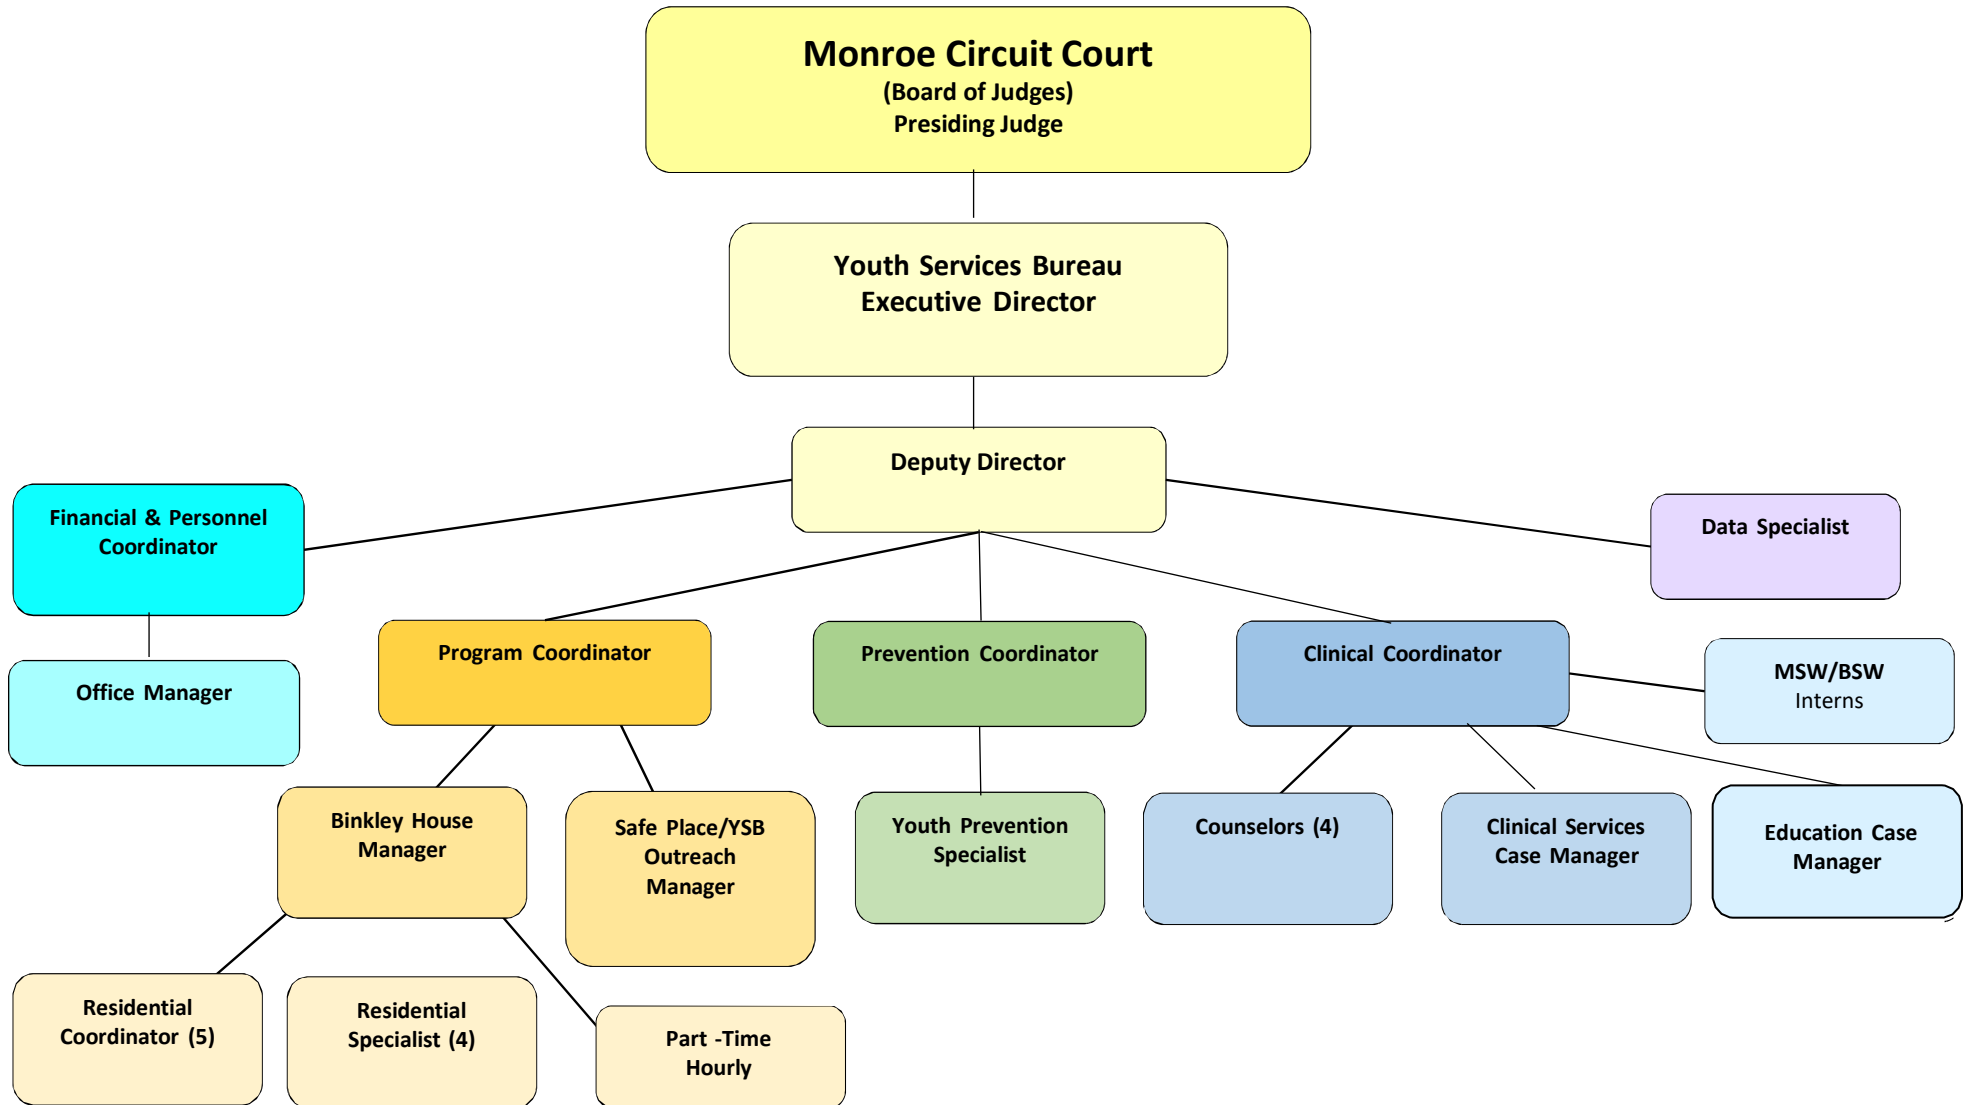 Monroe Circuit Court
(Board of Judges)
Presiding Judge
Youth Services Bureau
Executive Director
Deputy Director
Financial & Personnel
Coordinator
Data Specialist
Office Manager
Program Coordinator
Prevention Coordinator
Clinical Coordinator
MSW/BSW
Interns
Binkley House
Manager
Safe Place/YSB
Outreach
Manager
Youth Prevention
Specialist
Counselors (4)
Clinical Services
Case Manager
Education Case
Manager
Residential
Coordinator (5)
Residential
Specialist (4)
Part -Time
Hourly